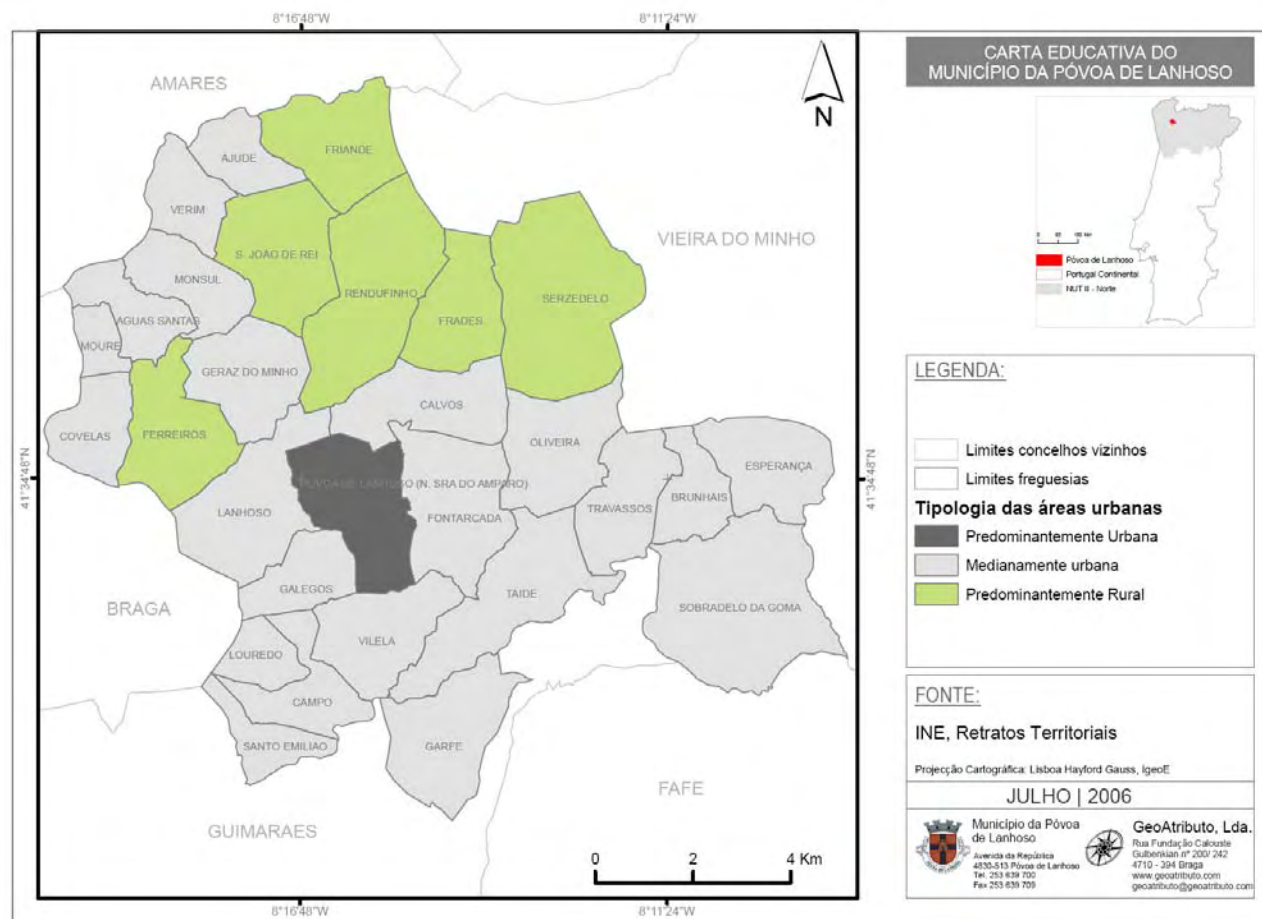 8°16'48"W
8°11'24"W
AMARES
N
AJUDE
FRIANDE
VERIM
VIEIRA DO MINHO
S. JOÃO DE REI
MONSUL
RENDUFINHO
SERZEDELO
AGUAS SANTAS
FRADES
MOURE
GERAZ DO MINHO
CALVOS
COVELAS
FERREIROS
OLIVEIRA
ESPERANÇA
41°34'48"N
41°34'48"N
POVOA DE LANHOSO (N. SRA DO AMPARO)
BRUNHAIS
LANHOSO
FONTARCADA
TRAVASSOS
GALEGOS
TAIDE
BRAGA
SOBRADELO DA GOMA
VILELA
LOUREDO
CAMPO
SANTO EMILIAO
GARFE
FAFE
GUIMARAES
0 2 4 Km
8°16'48"W
8°11'24"W
CARTA EDUCATIVA DO
MUNICÍPIO DA PÓVOA DE LANHOSO
Póvoa de Lanhoso
Portugal Continental
NUT II - Norte
LEGENDA:
Limites concelhos vizinhos
Limites freguesias
Tipologia das áreas urbanas
Predominantemente Urbana
Medianamente urbana
Predominantemente Rural
FONTE:
INE, Retratos Territoriais
Projecção Cartográfica: Lisboa Hayford Gauss, IgeoE
JULHO | 2006
Município da Póvoa
de Lanhoso
Avenida da República
4830-513 Póvoa de Lanhoso
Tel. 253 639 700
Fax 253 639 709
GeoAtributo, Lda.
Rua Fundação Calouste
Gulbenkian nº 200/ 242
4710 - 394 Braga
www.geoatributo.com
geoatributo@geoatributo.com